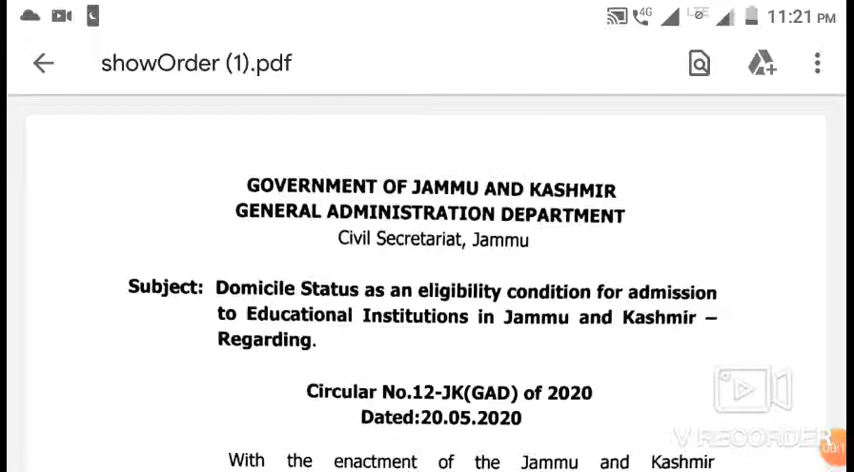 4G LTE 11:21 PM
showOrder (1).pdf
GOVERNMENT OF JAMMU AND KASHMIR
GENERAL ADMINISTRATION DEPARTMENT
Civil Secretariat, Jammu
Subject: Domicile Status as an eligibility condition for admission
to Educational Institutions in Jammu and Kashmir –
Regarding.
Circular No.12-JK(GAD) of 2020
Dated:20.05.2020
With the enactment of the Jammu and Kashmir
V RECORDER